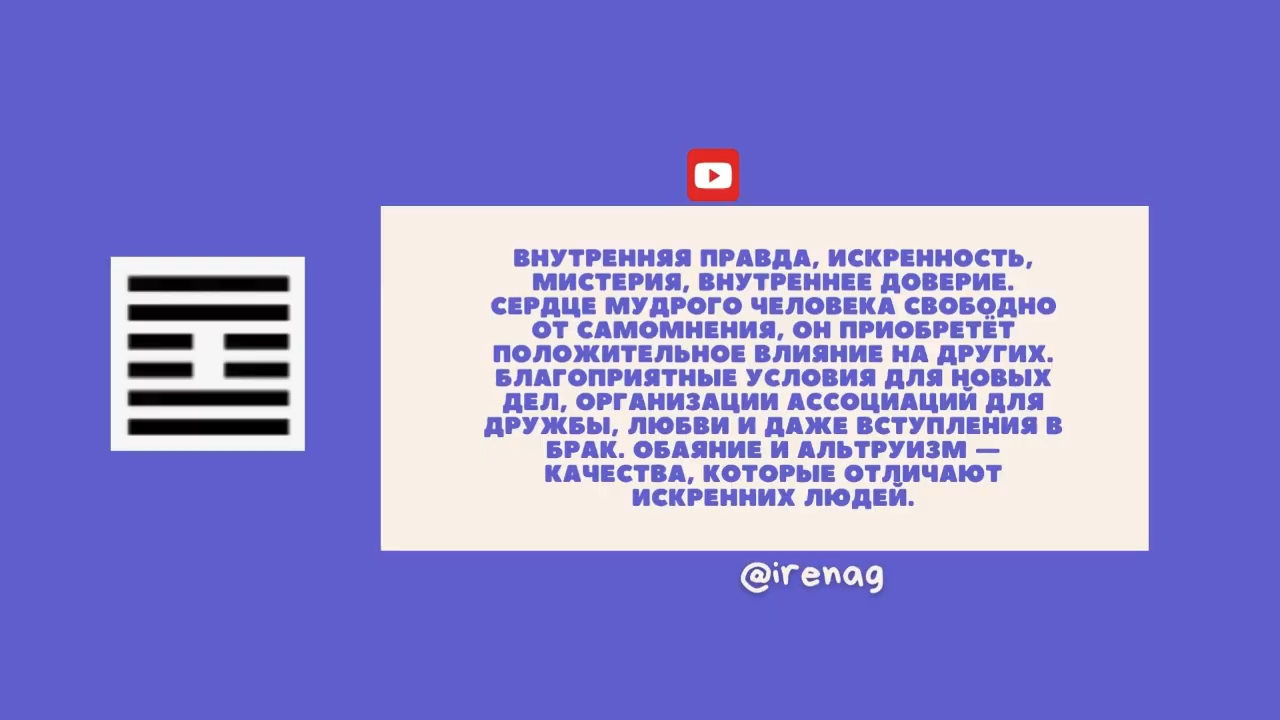 ВНУТРЕННЯЯ ПРАВДА, ИСКРЕННОСТЬ,
МИСТЕРИЯ, ВНУТРЕННЕЕ ДОВЕРИЕ.
СЕРДЦЕ МУДРОГО ЧЕЛОВЕКА СВОБОДНО
ОТ САМОМНЕНИЯ, ОН ПРИОБРЕТЁТ
ПОЛОЖИТЕЛЬНОЕ ВЛИЯНИЕ НА ДРУГИХ.
БЛАГОПРИЯТНЫЕ УСЛОВИЯ ДЛЯ НОВЫХ
ДЕЛ, ОРГАНИЗАЦИИ АССОЦИАЦИЙ ДЛЯ
ДРУЖБЫ, ЛЮБВИ И ДАЖЕ ВСТУПЛЕНИЯ В
БРАК. ОБАЯНИЕ И АЛЬТРУИЗМ —
КАЧЕСТВА, КОТОРЫЕ ОТЛИЧАЮТ
ИСКРЕННИХ ЛЮДЕЙ.
@irenag